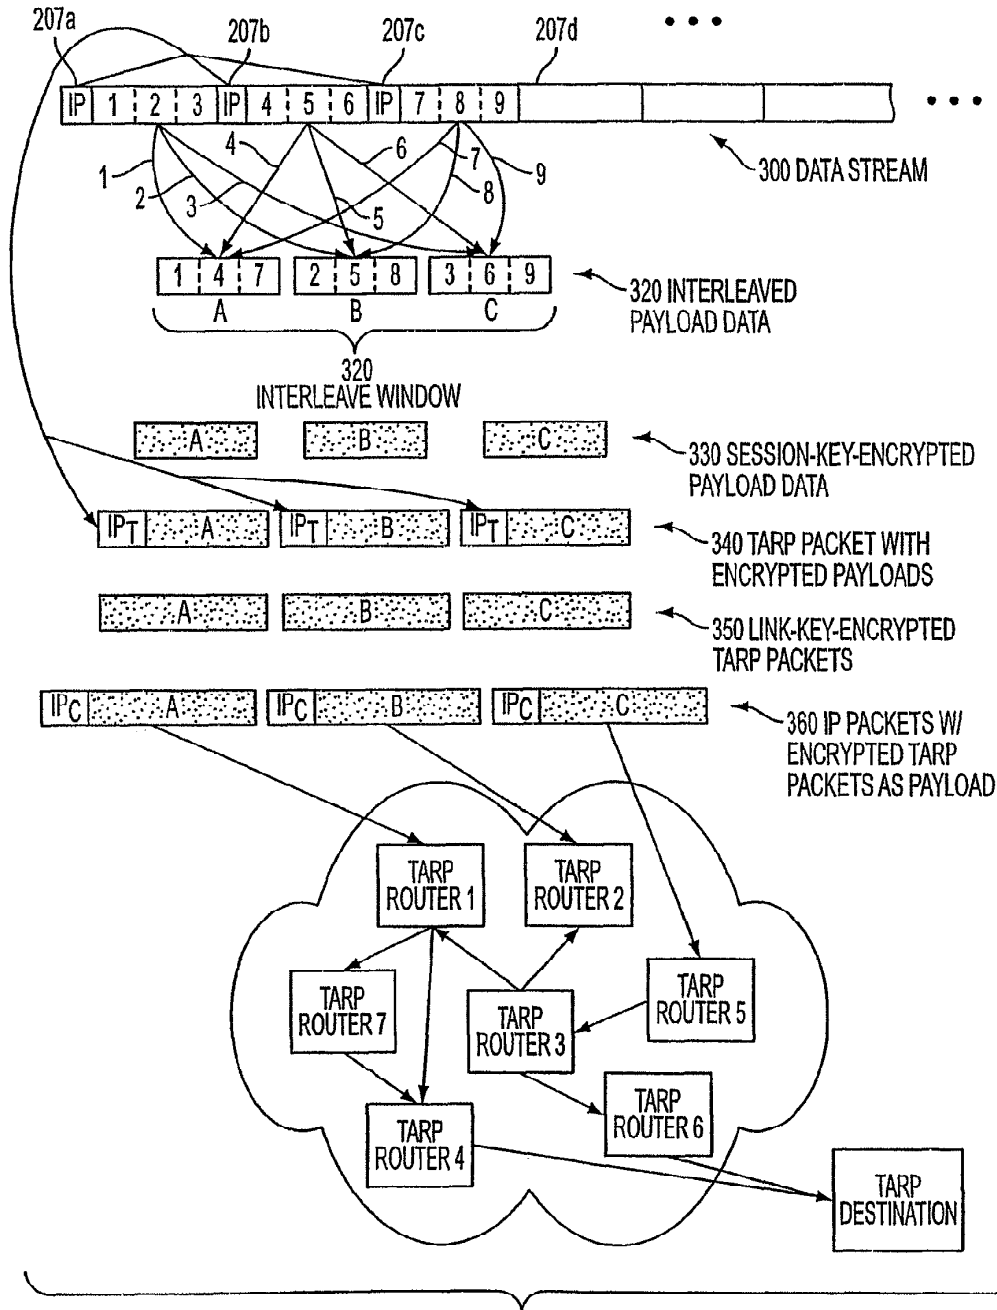 207a
207b
207c
207d
IP 1 2 3 IP 4 5 6 IP 7 8 9
1 2 3 4 5 6 7 8 9
300 DATA STREAM
1 4 7 2 5 8 3 6 9
A B C
320 INTERLEAVED
PAYLOAD DATA
320
INTERLEAVE WINDOW
A B C
330 SESSION-KEY-ENCRYPTED
PAYLOAD DATA
IPT A IPT B IPT C
340 TARP PACKET WITH
ENCRYPTED PAYLOADS
A B C
350 LINK-KEY-ENCRYPTED
TARP PACKETS
IPC A IPC B IPC C
360 IP PACKETS W/
ENCRYPTED TARP
PACKETS AS PAYLOAD
TARP
ROUTER 1
TARP
ROUTER 2
TARP
ROUTER 7
TARP
ROUTER 3
TARP
ROUTER 5
TARP
ROUTER 4
TARP
ROUTER 6
TARP
DESTINATION